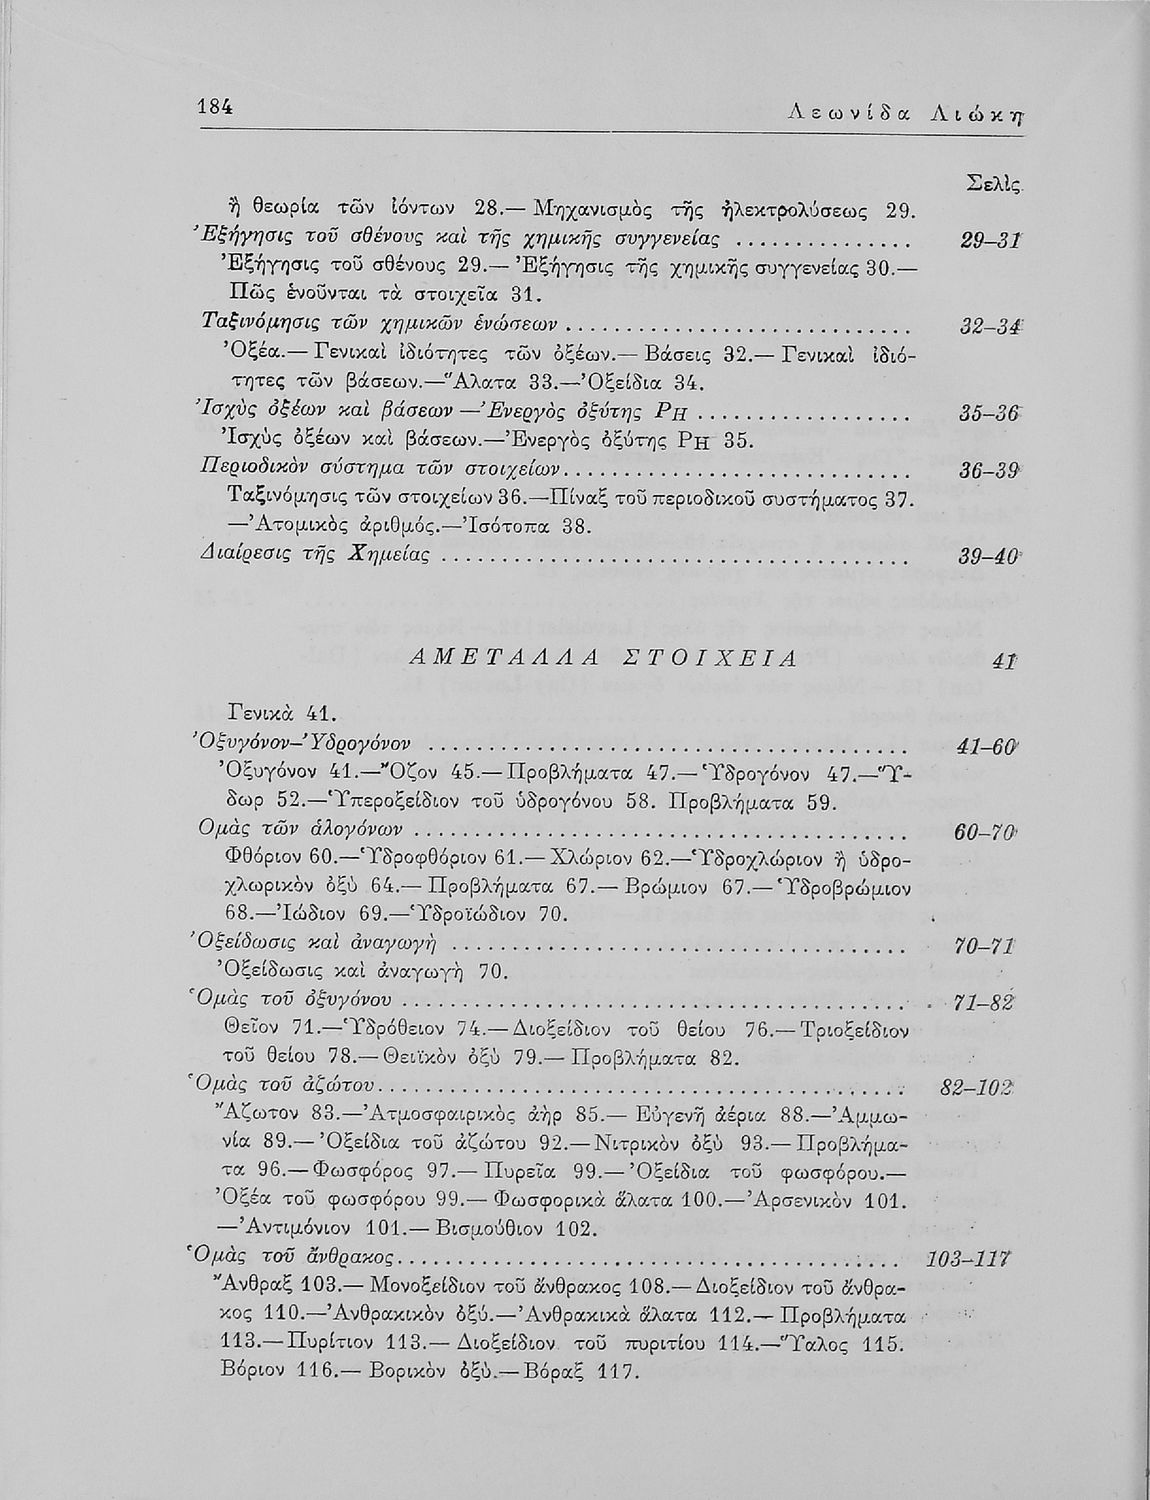 184
Λεωνίδα Λιώκη
Σελὶς
ἢ θεωρία τῶν ἰόντων 28.— Μηχανισμὸς τῆς ἠλεκτρολύσεως 29.
Ἐξήγησις τοῦ σθένους καὶ τῆς χημικῆς συγγενείας ............... 29–31
Ἐξήγησις τοῦ σθένους 29.— Ἐξήγησις τῆς χημικῆς συγγενείας 30.—
Πῶς ἑνοῦνται τὰ στοιχεῖα 31.
Ταξινόμησις τῶν χημικῶν ἑνώσεων ............................. 32–34
Ὀξέα.— Γενικαὶ ἰδιότητες τῶν ὀξέων.— Βάσεις 32.— Γενικαὶ ἰδιό-
τητες τῶν βάσεων.—Ἅλατα 33.—Ὀξείδια 34.
Ἰσχὺς ὀξέων καὶ βάσεων —Ἐνεργὸς ὀξύτης PH .................. 35–36
Ἰσχὺς ὀξέων καὶ βάσεων.—Ἐνεργὸς ὀξύτης PH 35.
Περιοδικὸν σύστημα τῶν στοιχείων............................. 36–39
Ταξινόμησις τῶν στοιχείων 36.—Πίναξ τοῦ περιοδικοῦ συστήματος 37.
—Ἀτομικὸς ἀριθμός.—Ἰσότοπα 38.
Διαίρεσις τῆς Χημείας ....................................... 39–40
ΑΜΕΤΑΛΛΑ ΣΤΟΙΧΕΙΑ 41
Γενικὰ 41.
Ὀξυγόνον–Ὑδρογόνον ........................................ 41–60
Ὀξυγόνον 41.—Ὄζον 45.— Προβλήματα 47.— Ὑδρογόνον 47.—Ὕ-
δωρ 52.—Ὑπεροξείδιον τοῦ ὑδρογόνου 58. Προβλήματα 59.
Ομὰς τῶν ἁλογόνων .......................................... 60–70
Φθόριον 60.—Ὑδροφθόριον 61.— Χλώριον 62.—Ὑδροχλώριον ἢ ὑδρο-
χλωρικὸν ὀξὺ 64.— Προβλήματα 67.— Βρώμιον 67.— Ὑδροβρώμιον
68.—Ἰώδιον 69.—Ὑδροϊώδιον 70.
Ὀξείδωσις καὶ ἀναγωγὴ ...................................... 70–71
Ὀξείδωσις καὶ ἀναγωγὴ 70.
Ὁμὰς τοῦ ὀξυγόνου .......................................... 71–82
Θεῖον 71.—Ὑδρόθειον 74.— Διοξείδιον τοῦ θείου 76.— Τριοξείδιον
τοῦ θείου 78.— Θειϊκὸν ὀξὺ 79.— Προβλήματα 82.
Ὁμὰς τοῦ ἀζώτου............................................ 82–102
Ἄζωτον 83.—Ἀτμοσφαιρικὸς ἀὴρ 85.— Εὐγενῆ ἀέρια 88.—Ἀμμω-
νία 89.— Ὀξείδια τοῦ ἀζώτου 92.— Νιτρικὸν ὀξὺ 93.— Προβλήμα-
τα 96.— Φωσφόρος 97.— Πυρεῖα 99.— Ὀξείδια τοῦ φωσφόρου.—
Ὀξέα τοῦ φωσφόρου 99.— Φωσφορικὰ ἅλατα 100.—Ἀρσενικὸν 101.
—Ἀντιμόνιον 101.— Βισμούθιον 102.
Ὁμὰς τοῦ ἄνθρακος.......................................... 103–117
Ἄνθραξ 103.— Μονοξείδιον τοῦ ἄνθρακος 108.— Διοξείδιον τοῦ ἄνθρα-
κος 110.—Ἀνθρακικὸν ὀξύ.—Ἀνθρακικὰ ἅλατα 112.— Προβλήματα
113.— Πυρίτιον 113.— Διοξείδιον τοῦ πυριτίου 114.—Ὕαλος 115.
Βόριον 116.— Βορικὸν ὀξὺ.— Βόραξ 117.